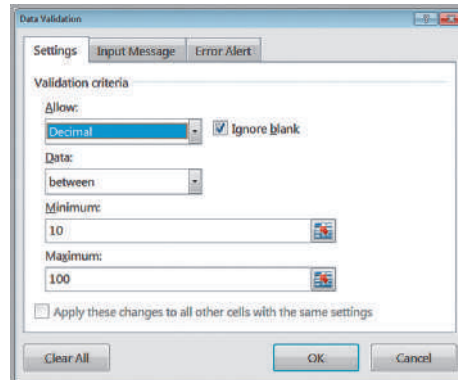 Data Validation
Settings Input Message Error Alert
Validation criteria
Allow:
Decimal Ignore blank
Data:
between
Minimum:
10
Maximum:
100
Apply these changes to all other cells with the same settings
Clear All OK Cancel